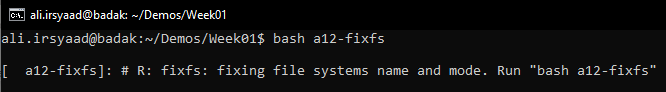 ali.irsyaad@badak: ~/Demos/Week01
ali.irsyaad@badak:~/Demos/Week01$ bash a12-fixfs
[  a12-fixfs]: # R: fixfs: fixing file systems name and mode. Run "bash a12-fixfs"